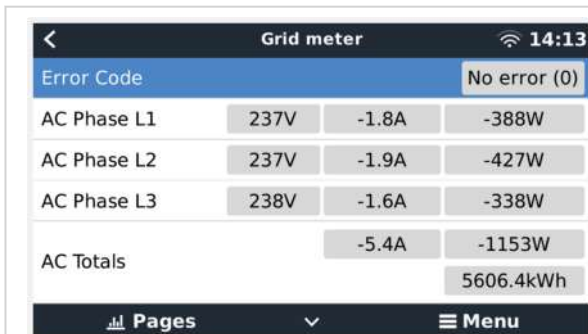 Grid meter 14:13
Error Code No error (0)
AC Phase L1 237V -1.8A -388W
AC Phase L2 237V -1.9A -427W
AC Phase L3 238V -1.6A -338W
AC Totals -5.4A -1153W
5606.4kWh
Pages Menu